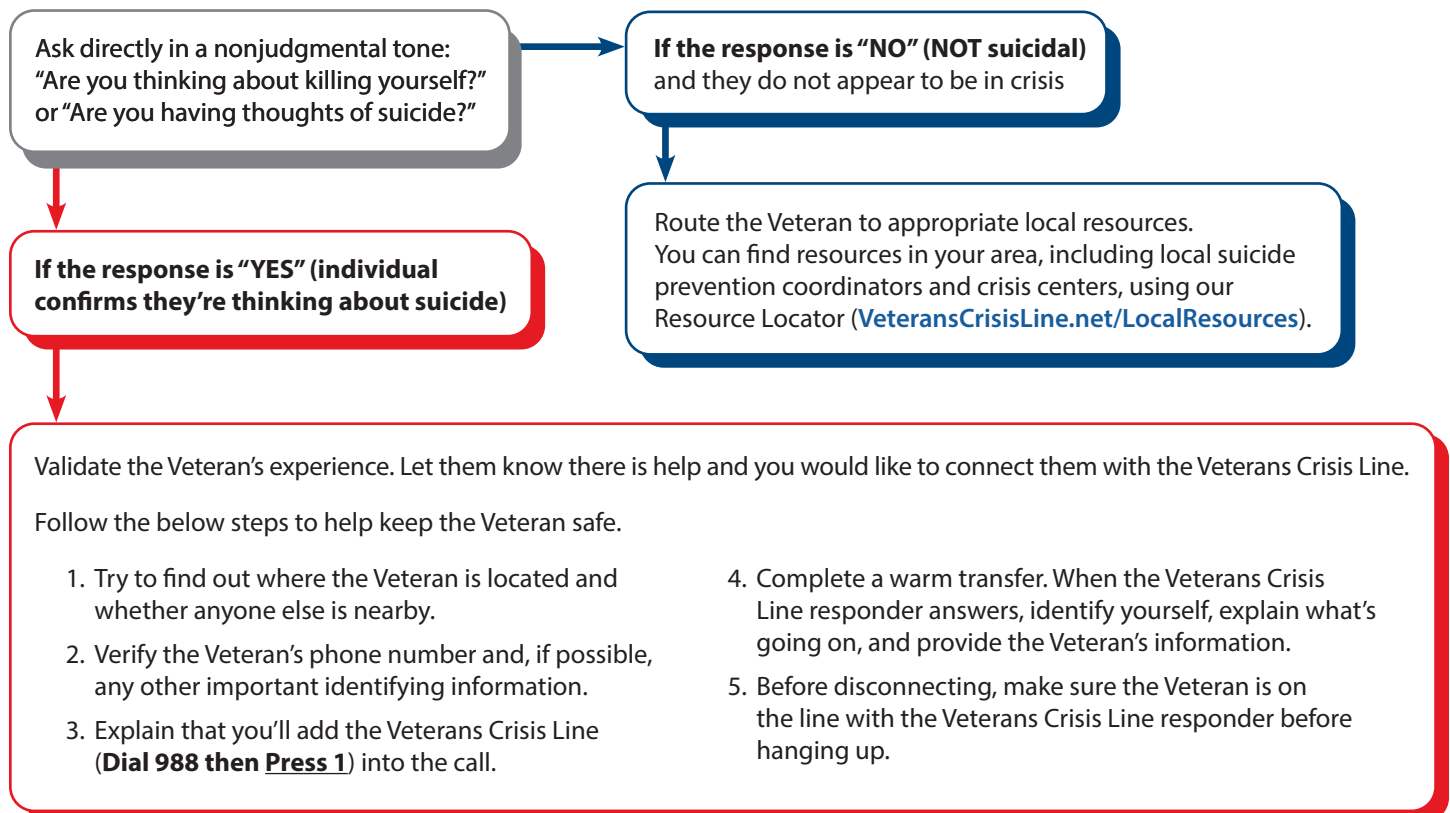 Ask directly in a nonjudgmental tone:
“Are you thinking about killing yourself?”
or “Are you having thoughts of suicide?”
If the response is “NO” (NOT suicidal)
and they do not appear to be in crisis
Route the Veteran to appropriate local resources.
You can find resources in your area, including local suicide
prevention coordinators and crisis centers, using our
Resource Locator (VeteransCrisisLine.net/LocalResources).
If the response is “YES” (individual
confirms they’re thinking about suicide)
Validate the Veteran’s experience. Let them know there is help and you would like to connect them with the Veterans Crisis Line.
Follow the below steps to help keep the Veteran safe.
1. Try to find out where the Veteran is located and
whether anyone else is nearby.
2. Verify the Veteran’s phone number and, if possible,
any other important identifying information.
3. Explain that you’ll add the Veterans Crisis Line
(Dial 988 then Press 1) into the call.
4. Complete a warm transfer. When the Veterans Crisis
Line responder answers, identify yourself, explain what’s
going on, and provide the Veteran’s information.
5. Before disconnecting, make sure the Veteran is on
the line with the Veterans Crisis Line responder before
hanging up.